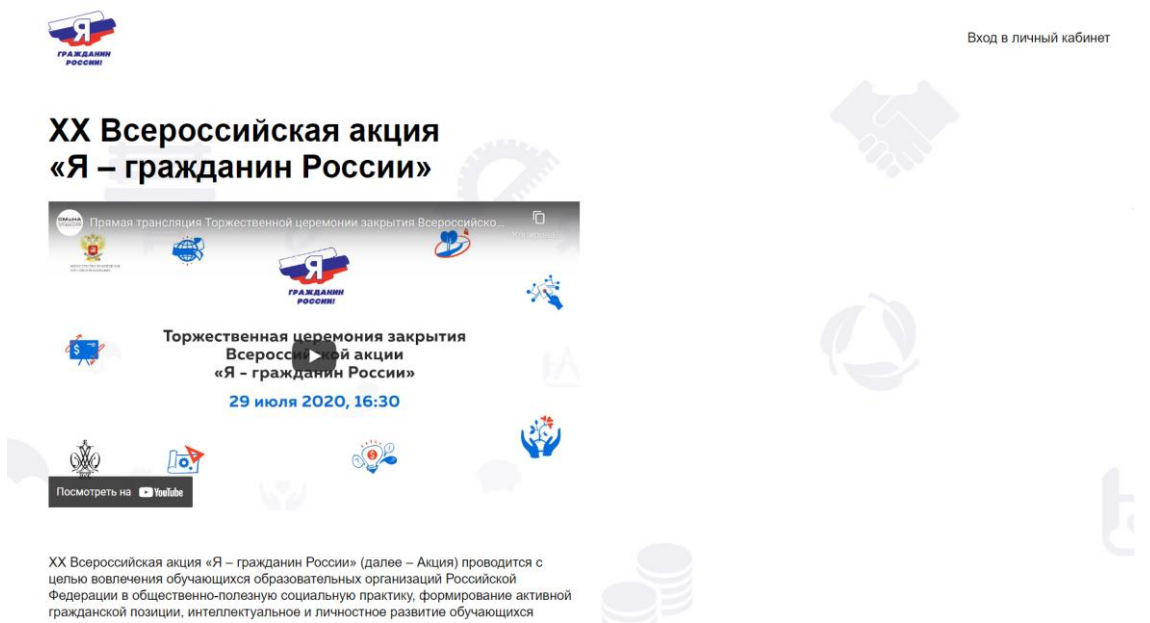 Я
ГРАЖДАНИН
РОССИИ!
Вход в личный кабинет
XX Всероссийская акция
«Я – гражданин России»
Прямая трансляция Торжественной церемонии закрытия Всероссийско...
Я
ГРАЖДАНИН
РОССИИ!
Торжественная церемония закрытия
Всероссийской акции
«Я - гражданин России»
29 июля 2020, 16:30
Посмотреть на YouTube
XX Всероссийская акция «Я – гражданин России» (далее – Акция) проводится с
целью вовлечения обучающихся образовательных организаций Российской
Федерации в общественно-полезную социальную практику, формирование активной
гражданской позиции, интеллектуальное и личностное развитие обучающихся